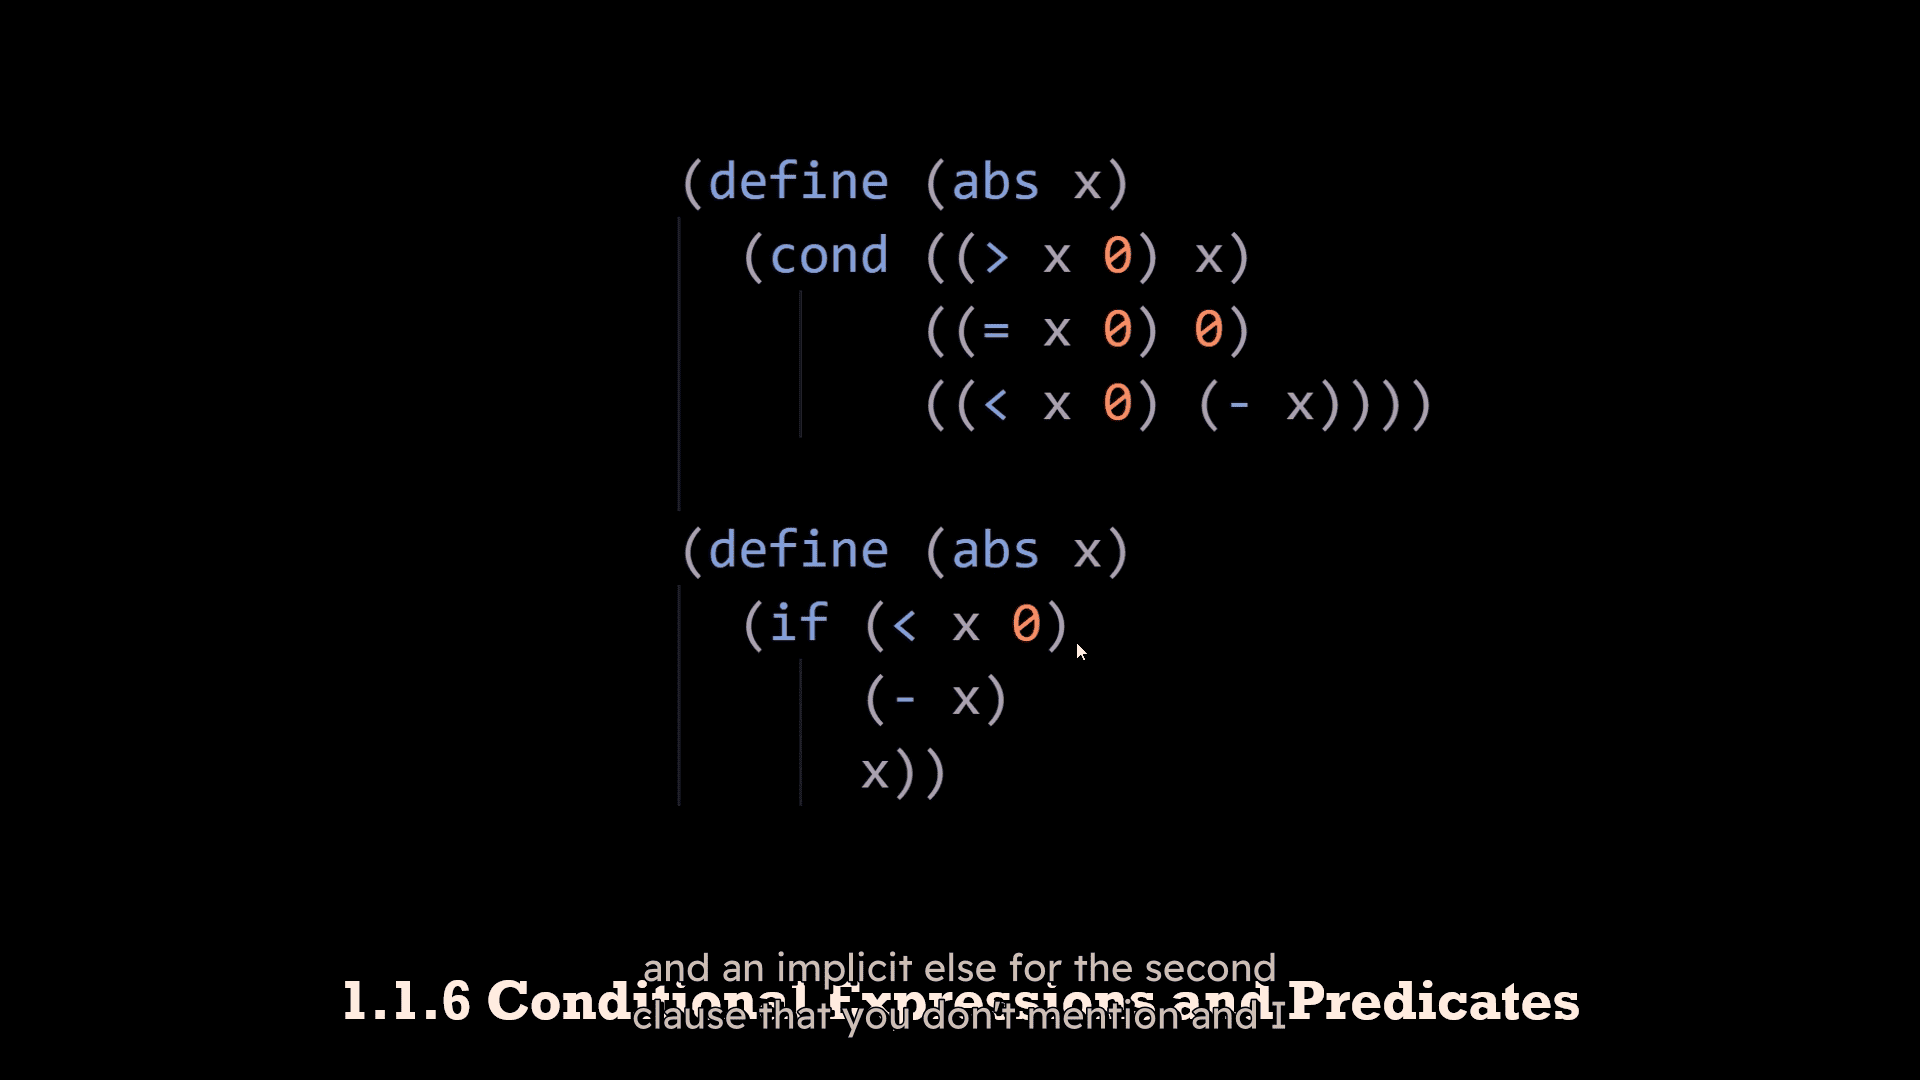 (define (abs x)
(cond ((> x 0) x)
((= x 0) 0)
((< x 0) (- x))))
(define (abs x)
(if (< x 0)
(- x)
x))
and an implicit else for the second
1.1.6 Conditional Expressions and Predicates
clause that you don't mention and I